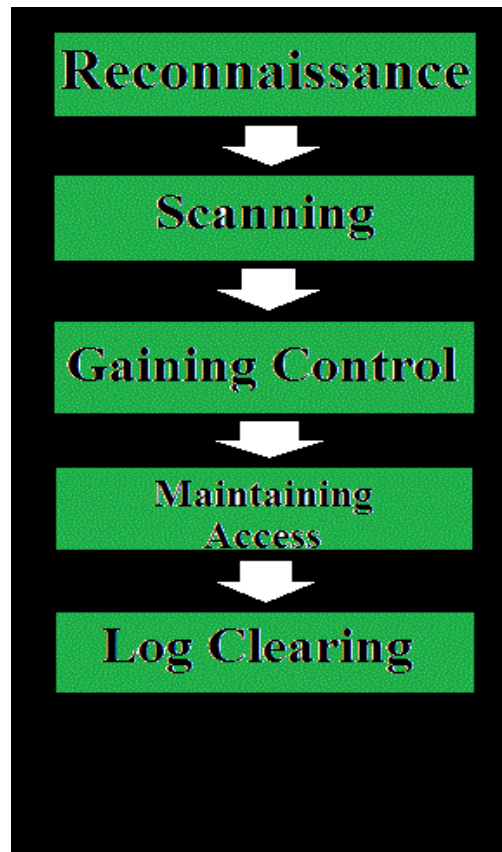 Reconnaissance
Scanning
Gaining Control
Maintaining
Access
Log Clearing